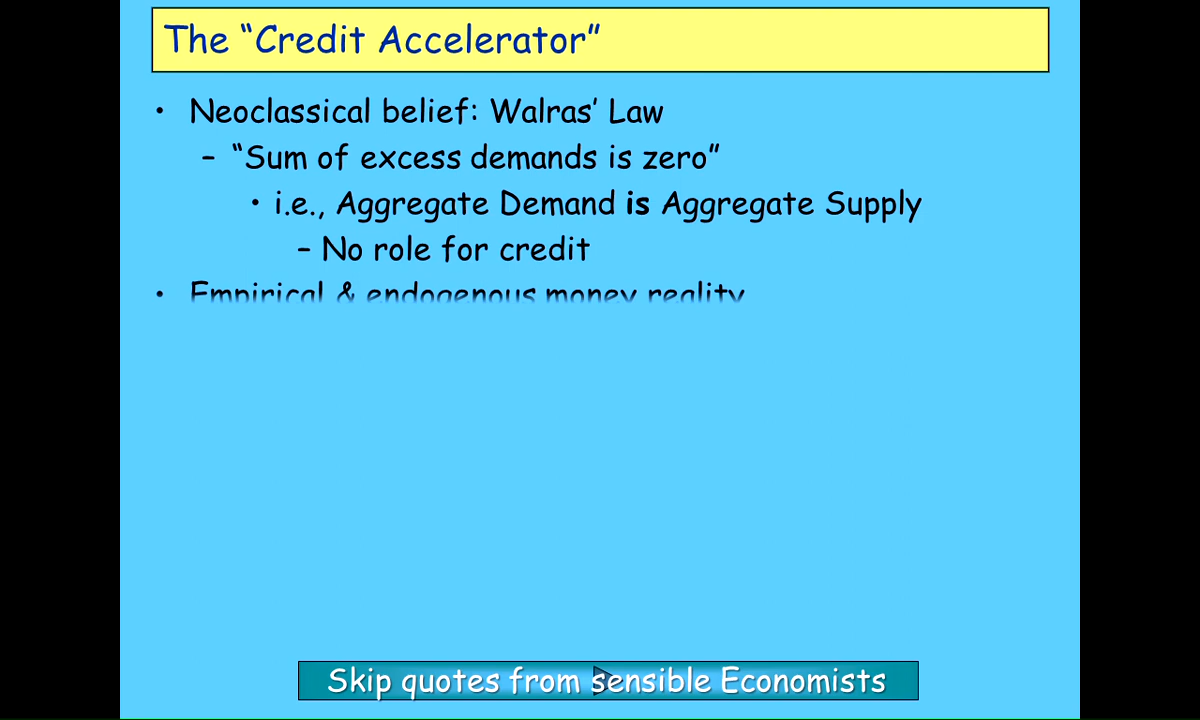 The “Credit Accelerator”
• Neoclassical belief: Walras’ Law
– “Sum of excess demands is zero”
• i.e., Aggregate Demand is Aggregate Supply
– No role for credit
• Empirical & endogenous money reality
Skip quotes from sensible Economists